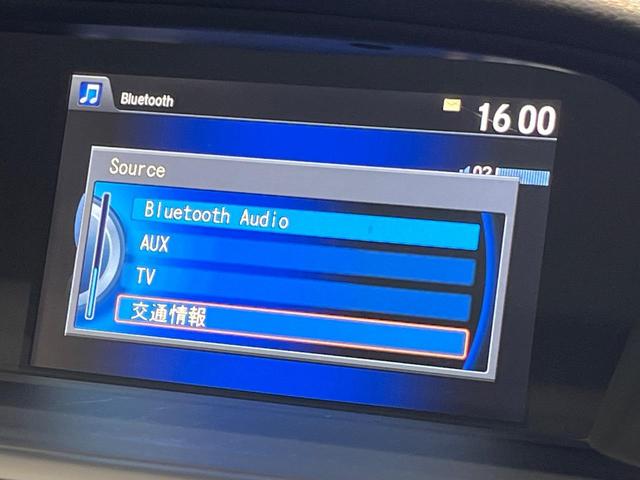 Bluetooth
16:00
Source
Bluetooth Audio
AUX
TV
交通情報